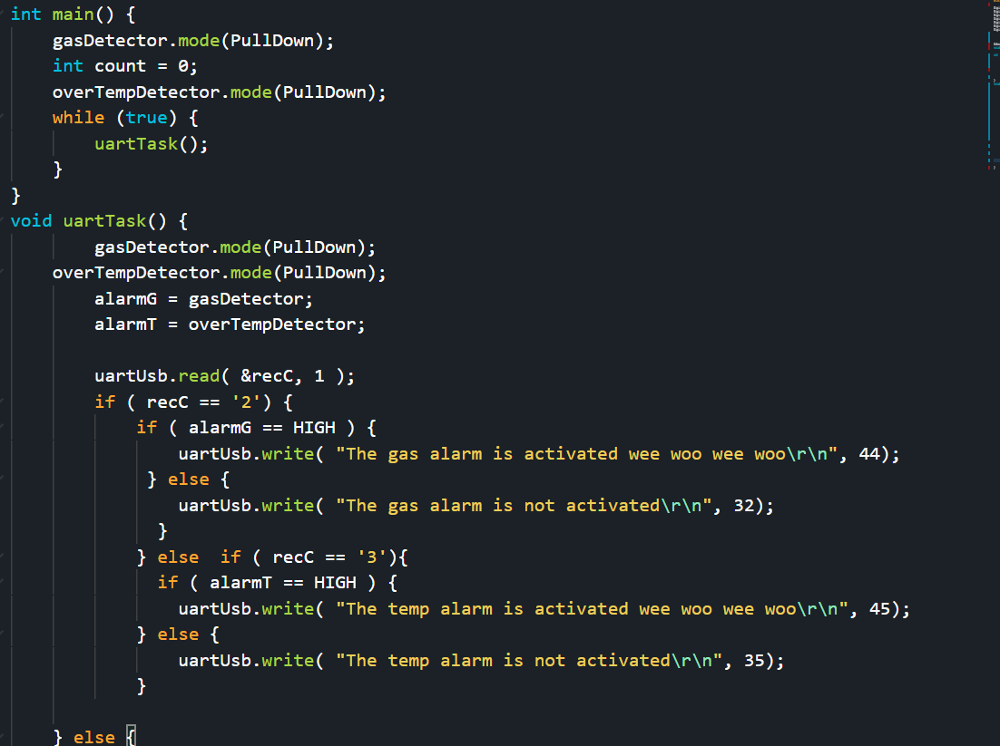 int main() {
    gasDetector.mode(PullDown);
    int count = 0;
    overTempDetector.mode(PullDown);
    while (true) {
        uartTask();
    }
}
void uartTask() {
        gasDetector.mode(PullDown);
    overTempDetector.mode(PullDown);
        alarmG = gasDetector;
        alarmT = overTempDetector;

        uartUsb.read( &recC, 1 );
        if ( recC == '2') {
            if ( alarmG == HIGH ) {
                uartUsb.write( "The gas alarm is activated wee woo wee woo\r\n", 44);
             } else {
                uartUsb.write( "The gas alarm is not activated\r\n", 32);
              }
            } else  if ( recC == '3'){
              if ( alarmT == HIGH ) {
                uartUsb.write( "The temp alarm is activated wee woo wee woo\r\n", 45);
            } else {
                uartUsb.write( "The temp alarm is not activated\r\n", 35);
            }

    } else {